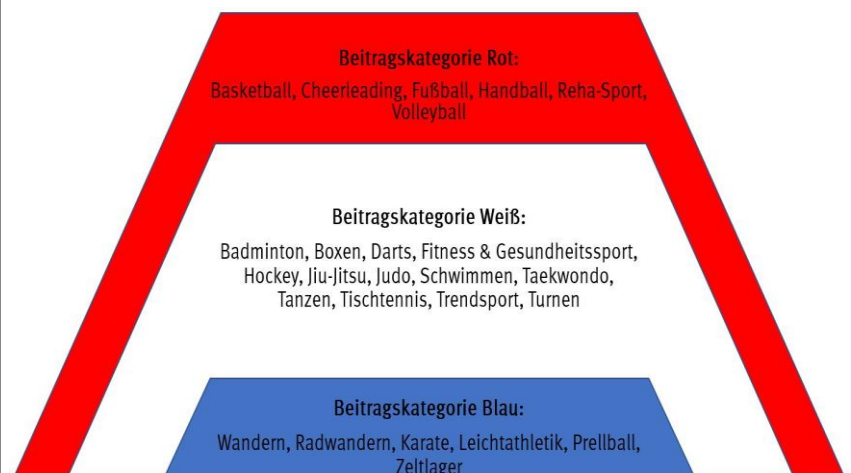 Beitragskategorie Rot:
Basketball, Cheerleading, Fußball, Handball, Reha-Sport,
Volleyball
Beitragskategorie Weiß:
Badminton, Boxen, Darts, Fitness & Gesundheitssport,
Hockey, Jiu-Jitsu, Judo, Schwimmen, Taekwondo,
Tanzen, Tischtennis, Trendsport, Turnen
Beitragskategorie Blau:
Wandern, Radwandern, Karate, Leichtathletik, Prellball,
Zeltlager